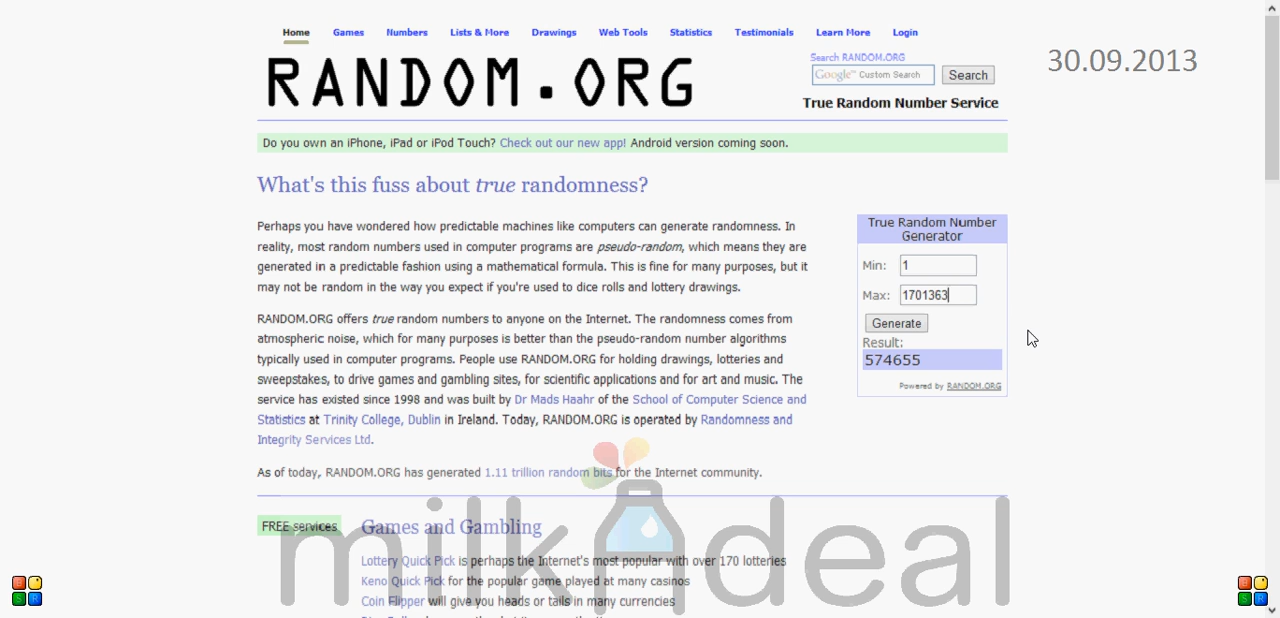 Home Games Numbers Lists & More Drawings Web Tools Statistics Testimonials Learn More Login
30.09.2013
RANDOM.ORG
Search RANDOM.ORG
Google™ Custom Search Search
True Random Number Service
Do you own an iPhone, iPad or iPod Touch? Check out our new app! Android version coming soon.
What's this fuss about true randomness?
Perhaps you have wondered how predictable machines like computers can generate randomness. In
reality, most random numbers used in computer programs are pseudo-random, which means they are
generated in a predictable fashion using a mathematical formula. This is fine for many purposes, but it
may not be random in the way you expect if you're used to dice rolls and lottery drawings.
RANDOM.ORG offers true random numbers to anyone on the Internet. The randomness comes from
atmospheric noise, which for many purposes is better than the pseudo-random number algorithms
typically used in computer programs. People use RANDOM.ORG for holding drawings, lotteries and
sweepstakes, to drive games and gambling sites, for scientific applications and for art and music. The
service has existed since 1998 and was built by Dr Mads Haahr of the School of Computer Science and
Statistics at Trinity College, Dublin in Ireland. Today, RANDOM.ORG is operated by Randomness and
Integrity Services Ltd.
As of today, RANDOM.ORG has generated 1.11 trillion random bits for the Internet community.
True Random Number
Generator
Min: 1
Max: 1701363
Generate
Result:
574655
Powered by RANDOM.ORG
FREE services
Games and Gambling
Lottery Quick Pick is perhaps the Internet's most popular with over 170 lotteries
Keno Quick Pick for the popular game played at many casinos
Coin Flipper will give you heads or tails in many currencies
milkadeal
B
S R
B
S R